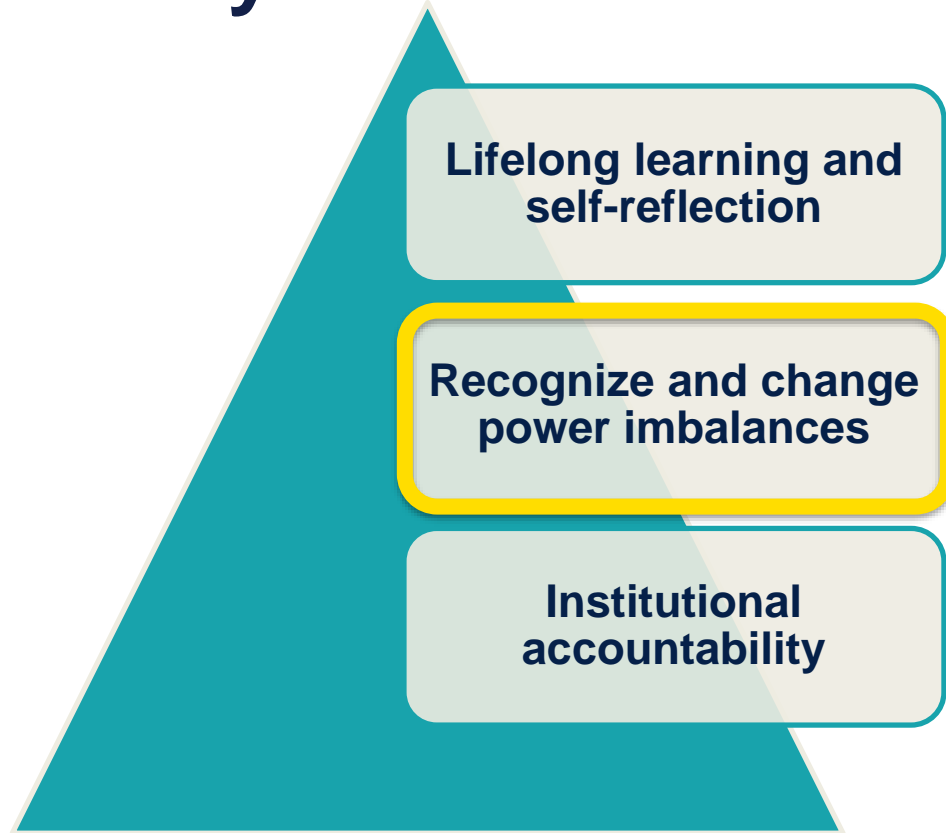 Lifelong learning and
self-reflection
Recognize and change
power imbalances
Institutional
accountability